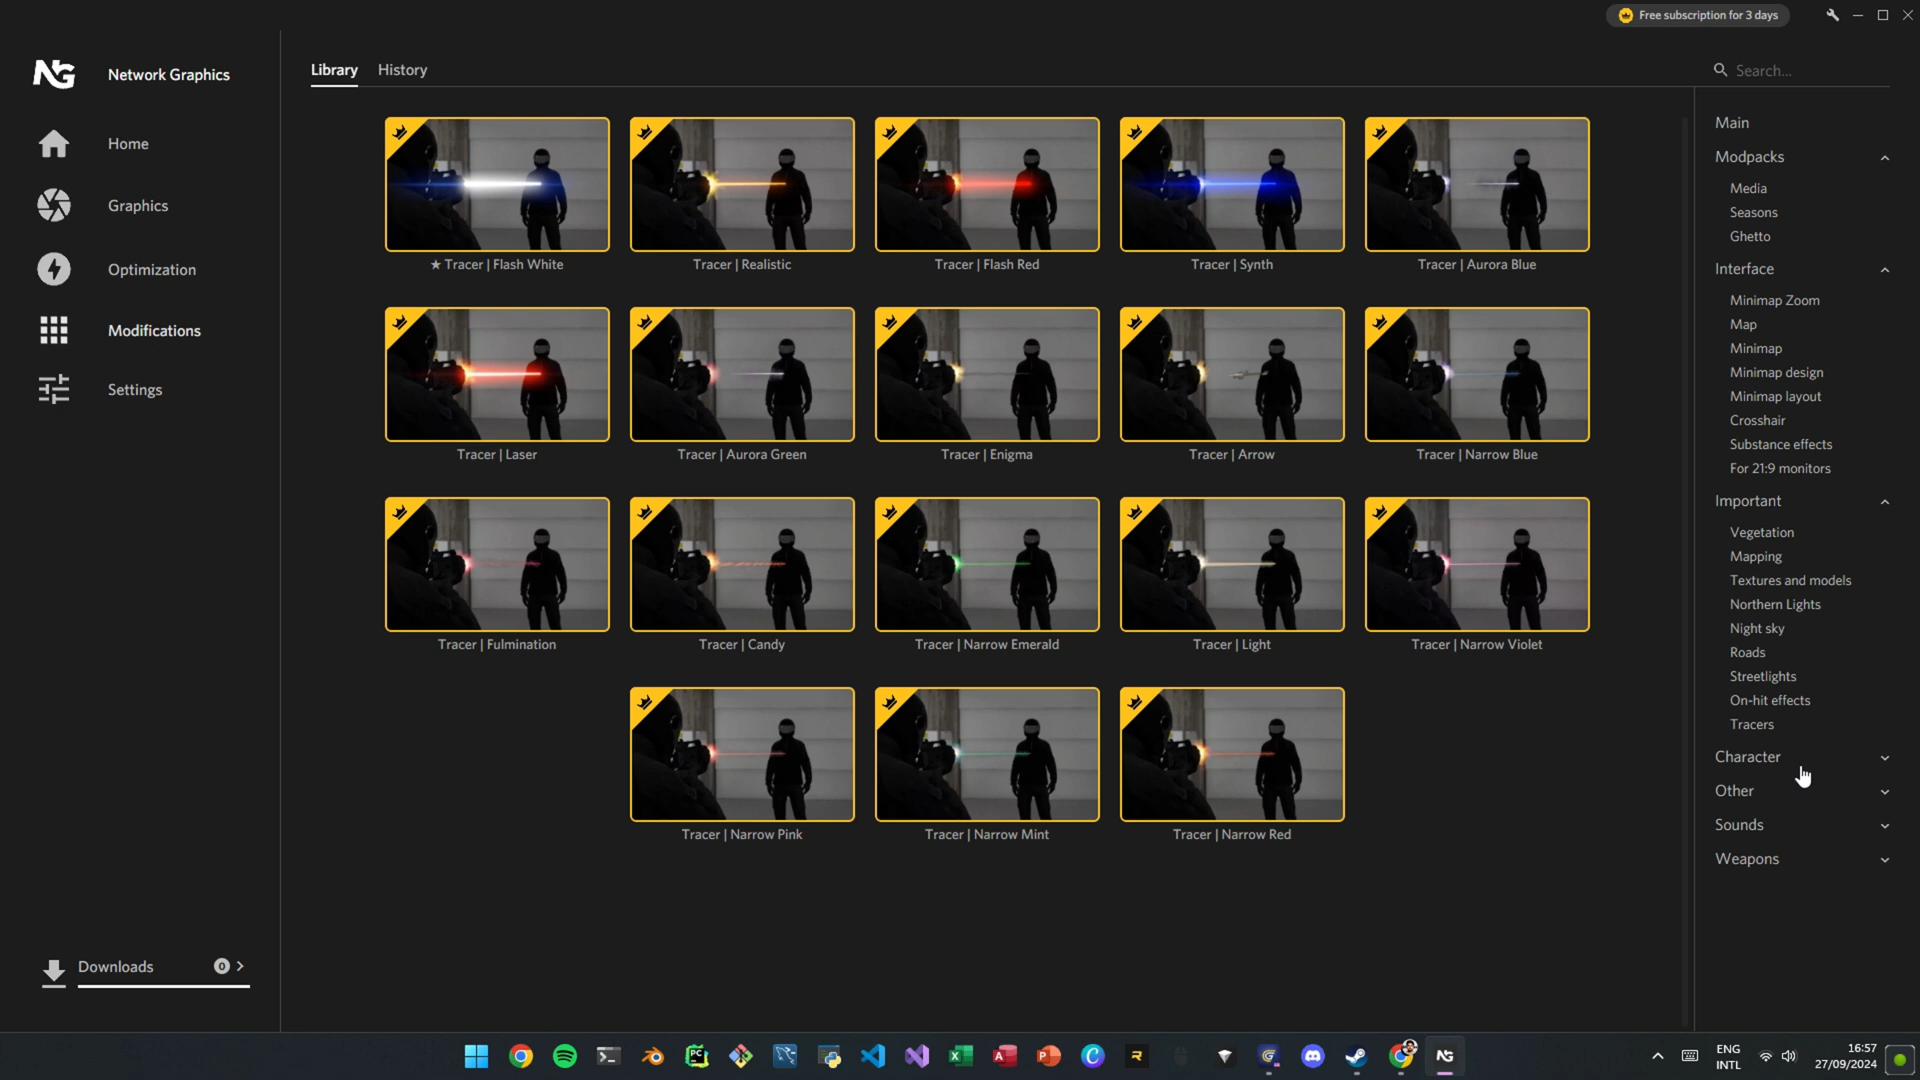 Free subscription for 3 days
NG
Network Graphics
Home
Graphics
Optimization
Modifications
Settings
Downloads
0
Library
History
Search...
★ Tracer | Flash White
Tracer | Realistic
Tracer | Flash Red
Tracer | Synth
Tracer | Aurora Blue
Tracer | Laser
Tracer | Aurora Green
Tracer | Enigma
Tracer | Arrow
Tracer | Narrow Blue
Tracer | Fulmination
Tracer | Candy
Tracer | Narrow Emerald
Tracer | Light
Tracer | Narrow Violet
Tracer | Narrow Pink
Tracer | Narrow Mint
Tracer | Narrow Red
Main
Modpacks
Media
Seasons
Ghetto
Interface
Minimap Zoom
Map
Minimap
Minimap design
Minimap layout
Crosshair
Substance effects
For 21:9 monitors
Important
Vegetation
Mapping
Textures and models
Northern Lights
Night sky
Roads
Streetlights
On-hit effects
Tracers
Character
Other
Sounds
Weapons
PC
NG
ENG
INTL
16:57
27/09/2024